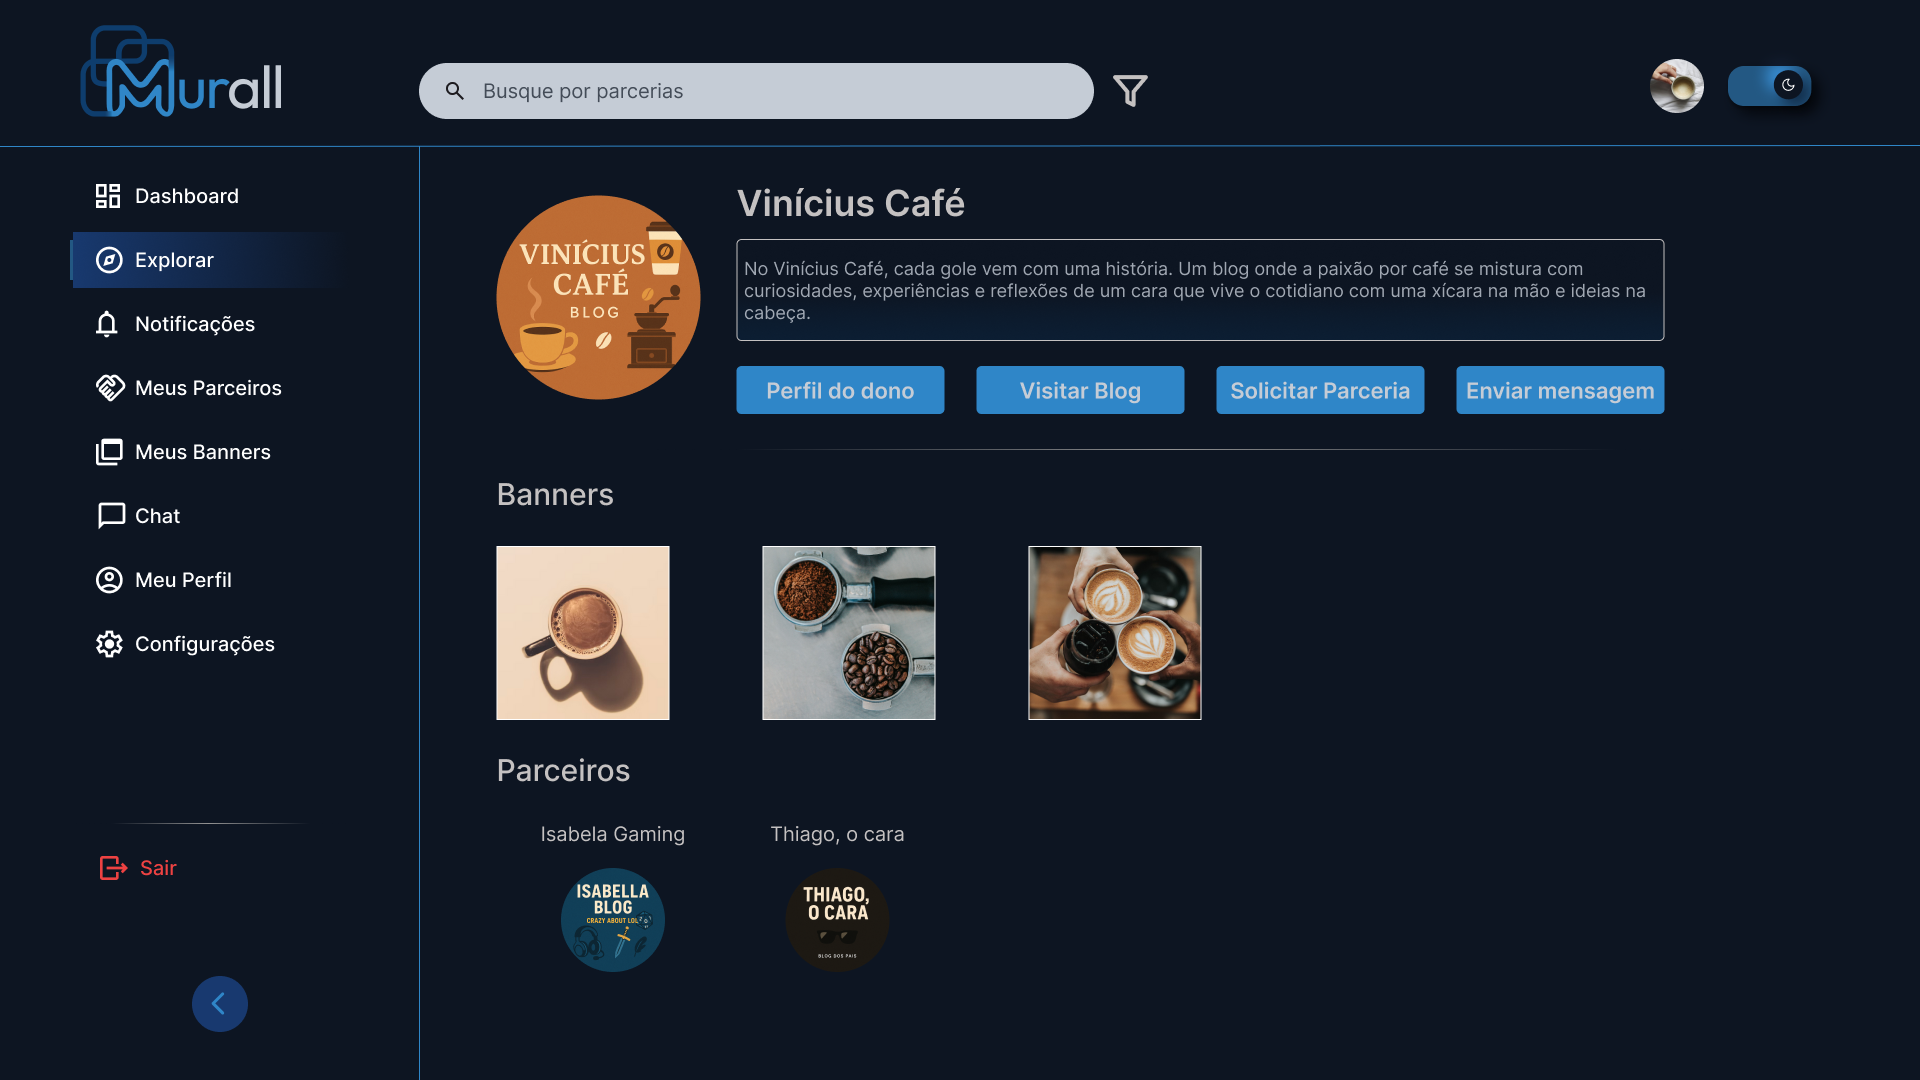 Murall
Busque por parcerias
Dashboard
Explorar
Notificações
Meus Parceiros
Meus Banners
Chat
Meu Perfil
Configurações
Sair
VINÍCIUS
CAFÉ
BLOG
Vinícius Café
No Vinícius Café, cada gole vem com uma história. Um blog onde a paixão por café se mistura com
curiosidades, experiências e reflexões de um cara que vive o cotidiano com uma xícara na mão e ideias na
cabeça.
Perfil do dono
Visitar Blog
Solicitar Parceria
Enviar mensagem
Banners
Parceiros
Isabela Gaming
Thiago, o cara
ISABELLA
BLOG
CRAZY ABOUT LOL
THIAGO,
O CARA
BLOG DOS PAIS